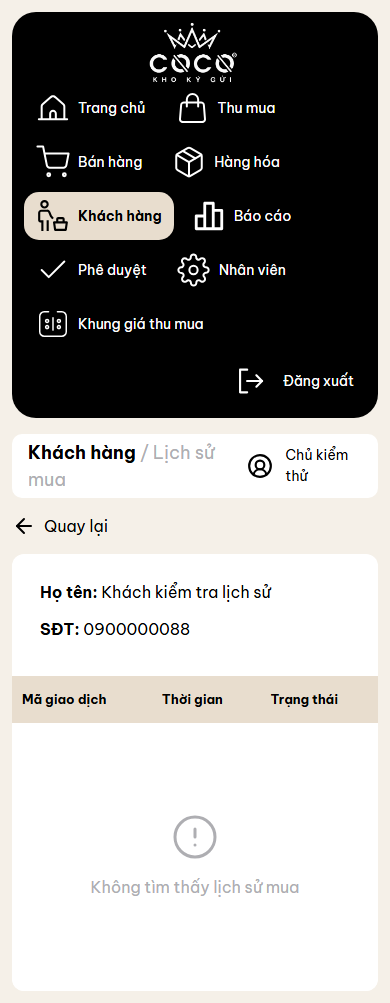 COCO®
KHO KÝ GỬI
Trang chủ
Thu mua
Bán hàng
Hàng hóa
Khách hàng
Báo cáo
Phê duyệt
Nhân viên
Khung giá thu mua
Đăng xuất
Khách hàng / Lịch sử
mua
Chủ kiểm
thử
Quay lại
Họ tên: Khách kiểm tra lịch sử
SĐT: 0900000088
Mã giao dịch Thời gian Trạng thái
Không tìm thấy lịch sử mua